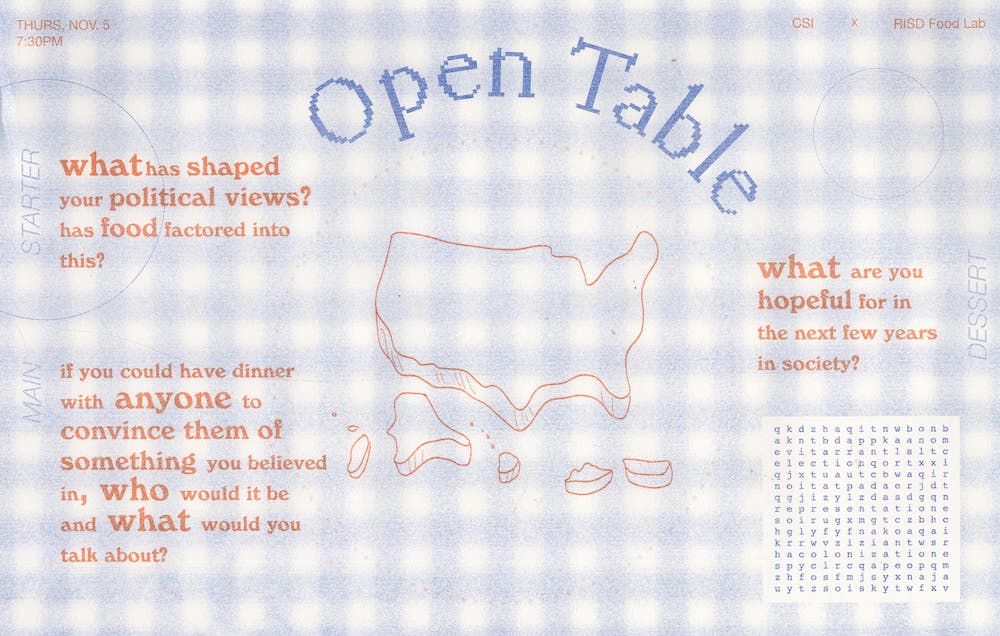 THURS, NOV. 5
7:30PM
CSI x RISD Food Lab
Open Table
STARTER
what has shaped
your political views?
has food factored into
this?
MAIN
if you could have dinner
with anyone to
convince them of
something you believed
in, who would it be
and what would you
talk about?
DESSERT
what are you
hopeful for in
the next few years
in society?
q k d z h a q i t n w b o n b
a k n t b d a p p k a a n o m
e v i t a r r a n t l s l t c
e l e c t i o n q o r t x x i
q j x t u a u t c b w a q i r
n o i t a t p a d a e r j d t
q g j i z y l z d a s d g q n
r e p r e s e n t a t i o n e
s o i r u g x m g t c z b h c
h g l y f y f n a k o a q a i
k r r w v z i z i a n t w s r
h a c o l o n i z a t i o n e
s p y c l r c q a p e o p q m
z h f o s f m j s y x n a j a
u y t z s o i s k y t w f x v